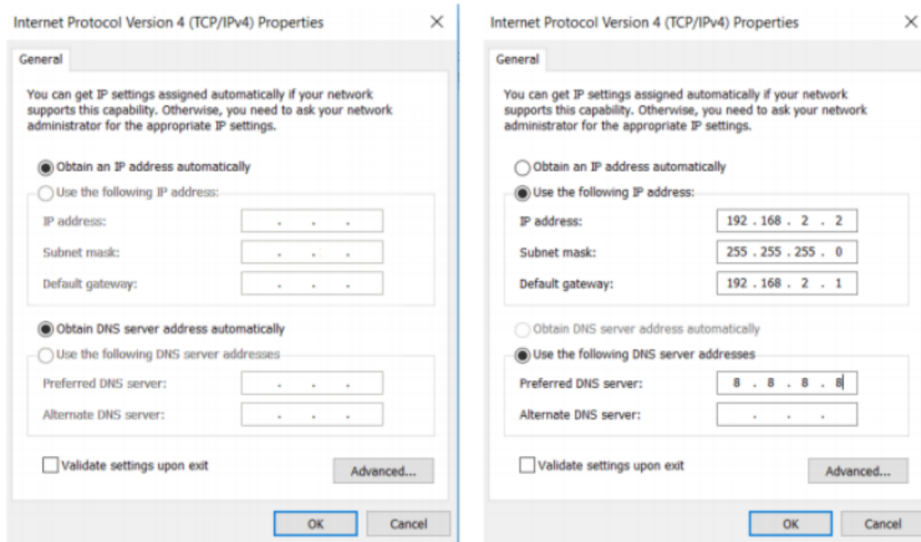 Internet Protocol Version 4 (TCP/IPv4) Properties
General
You can get IP settings assigned automatically if your network
supports this capability. Otherwise, you need to ask your network
administrator for the appropriate IP settings.
Obtain an IP address automatically
Use the following IP address:
IP address: . . .
Subnet mask: . . .
Default gateway: . . .
Obtain DNS server address automatically
Use the following DNS server addresses
Preferred DNS server: . . .
Alternate DNS server: . . .
Validate settings upon exit
Advanced...
OK Cancel
Internet Protocol Version 4 (TCP/IPv4) Properties
General
You can get IP settings assigned automatically if your network
supports this capability. Otherwise, you need to ask your network
administrator for the appropriate IP settings.
Obtain an IP address automatically
Use the following IP address:
IP address: 192 . 168 . 2 . 2
Subnet mask: 255 . 255 . 255 . 0
Default gateway: 192 . 168 . 2 . 1
Obtain DNS server address automatically
Use the following DNS server addresses
Preferred DNS server: 8 . 8 . 8 . 8
Alternate DNS server: . . .
Validate settings upon exit
Advanced...
OK Cancel